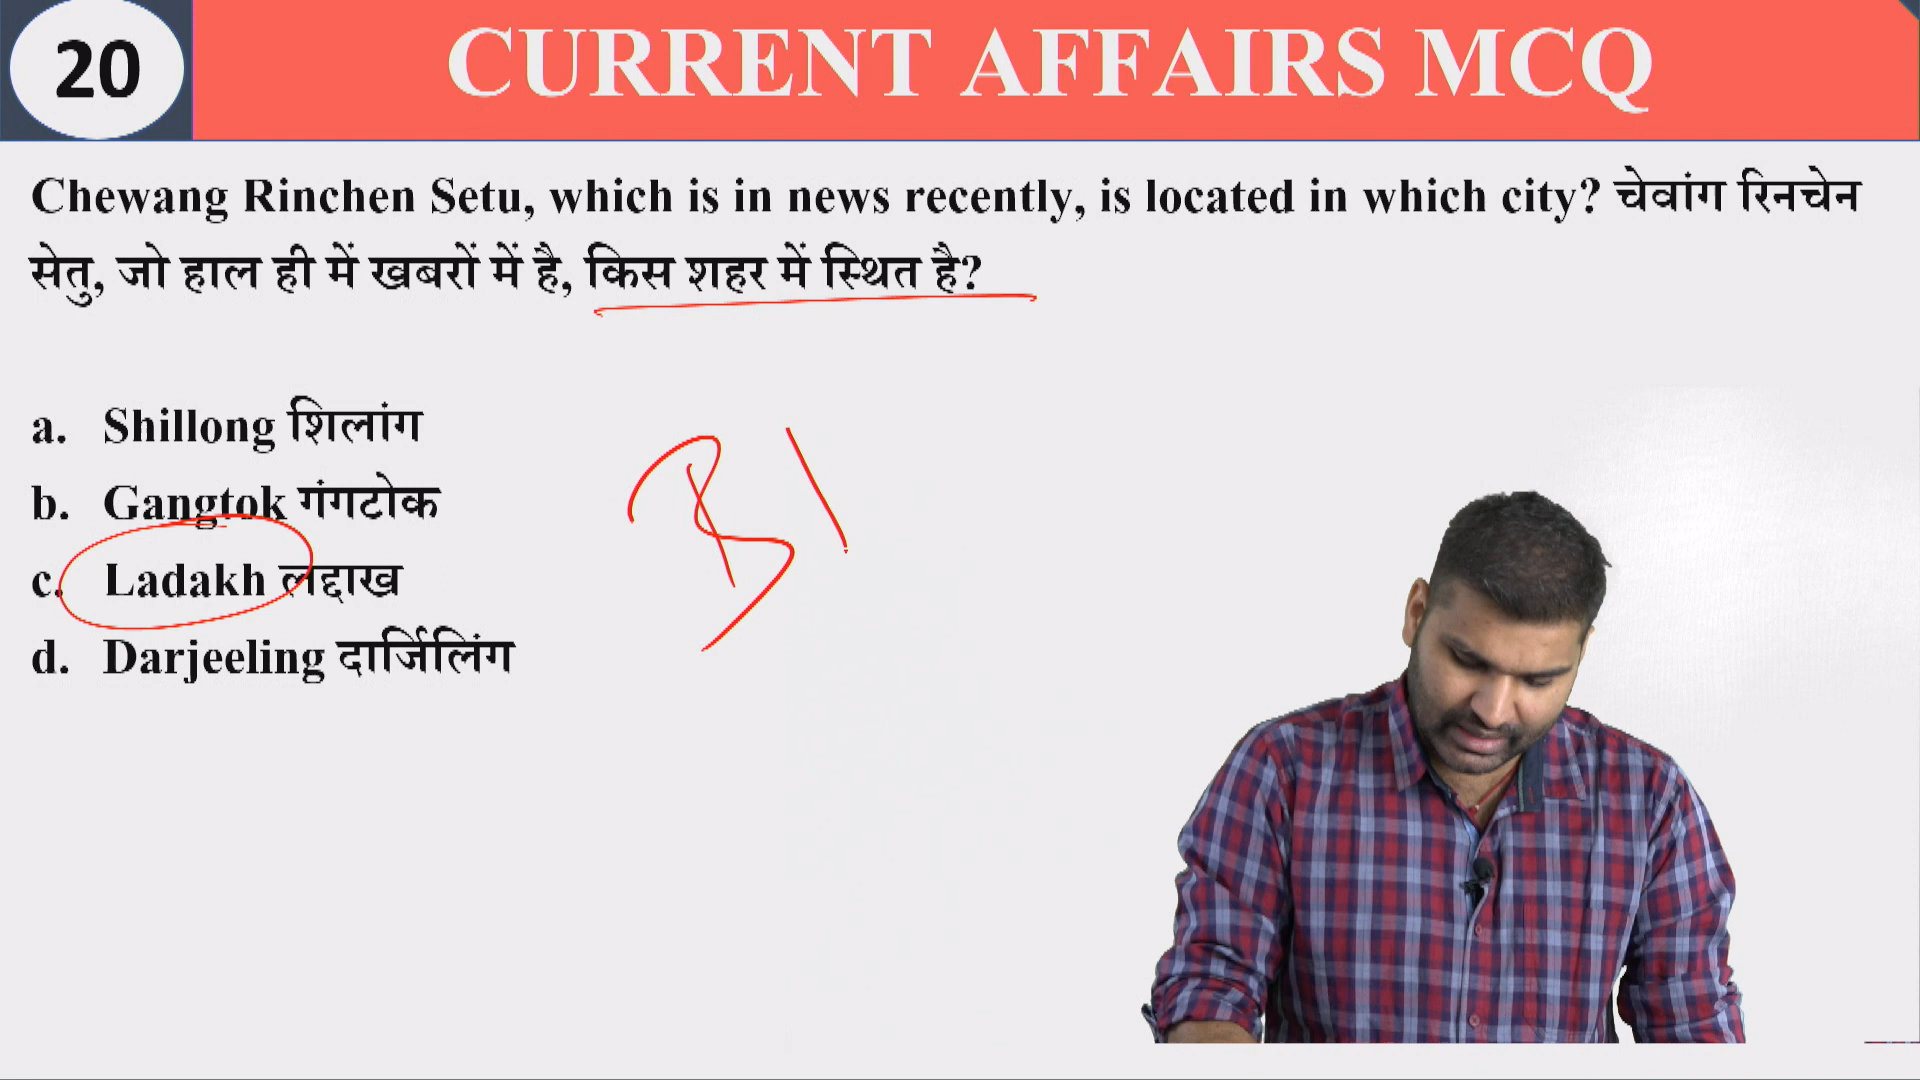 20
CURRENT AFFAIRS MCQ
Chewang Rinchen Setu, which is in news recently, is located in which city? चेवांग रिनचेन
सेतु, जो हाल ही में खबरों में है, किस शहर में स्थित है?
a. Shillong शिलांग
b. Gangtok गंगटोक
c. Ladakh लद्दाख
d. Darjeeling दार्जिलिंग